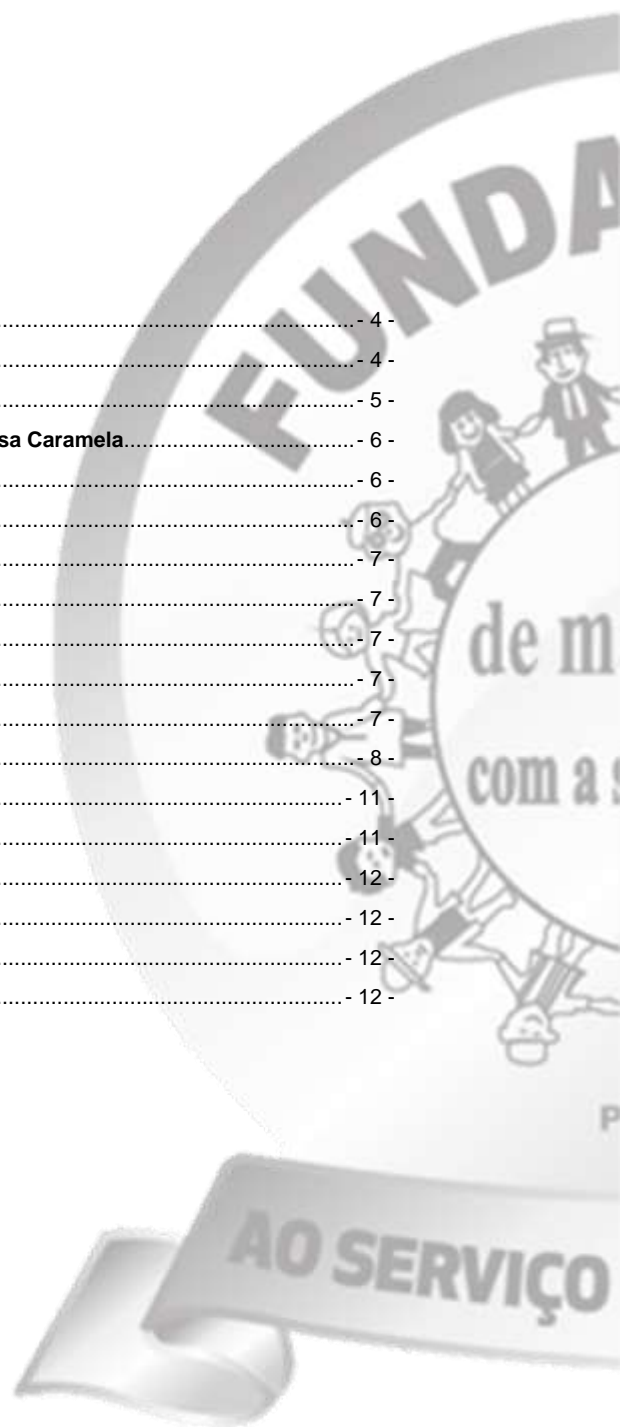 FUNDA
........ - 4 -
........ - 4 -
........ - 5 -
sa Caramela........ - 6 -
........ - 6 -
........ - 6 -
........ - 7 -
........ - 7 -
........ - 7 -
........ - 7 -
........ - 7 -
........ - 8 -
........ - 11 -
........ - 11 -
........ - 12 -
........ - 12 -
........ - 12 -
........ - 12 -
de m
com a s
P
AO SERVIÇO